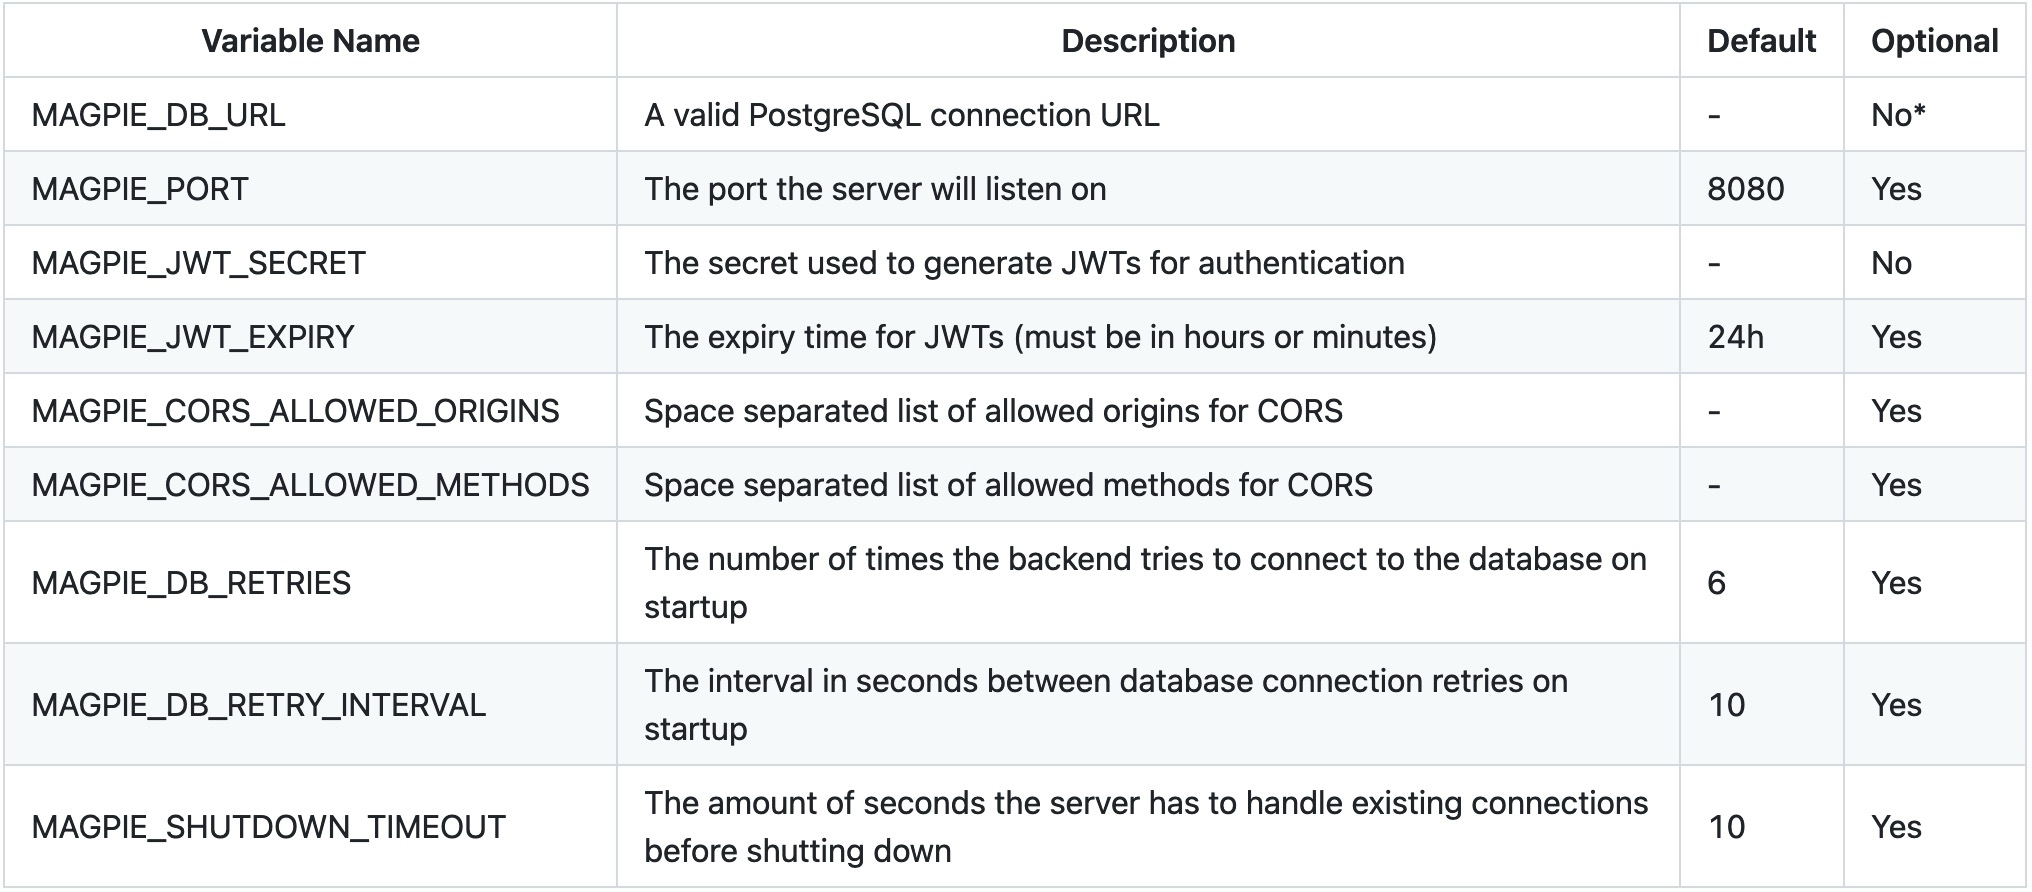 Variable Name Description Default Optional
MAGPIE_DB_URL A valid PostgreSQL connection URL - No*
MAGPIE_PORT The port the server will listen on 8080 Yes
MAGPIE_JWT_SECRET The secret used to generate JWTs for authentication - No
MAGPIE_JWT_EXPIRY The expiry time for JWTs (must be in hours or minutes) 24h Yes
MAGPIE_CORS_ALLOWED_ORIGINS Space separated list of allowed origins for CORS - Yes
MAGPIE_CORS_ALLOWED_METHODS Space separated list of allowed methods for CORS - Yes
MAGPIE_DB_RETRIES The number of times the backend tries to connect to the database on
startup 6 Yes
MAGPIE_DB_RETRY_INTERVAL The interval in seconds between database connection retries on
startup 10 Yes
MAGPIE_SHUTDOWN_TIMEOUT The amount of seconds the server has to handle existing connections
before shutting down 10 Yes